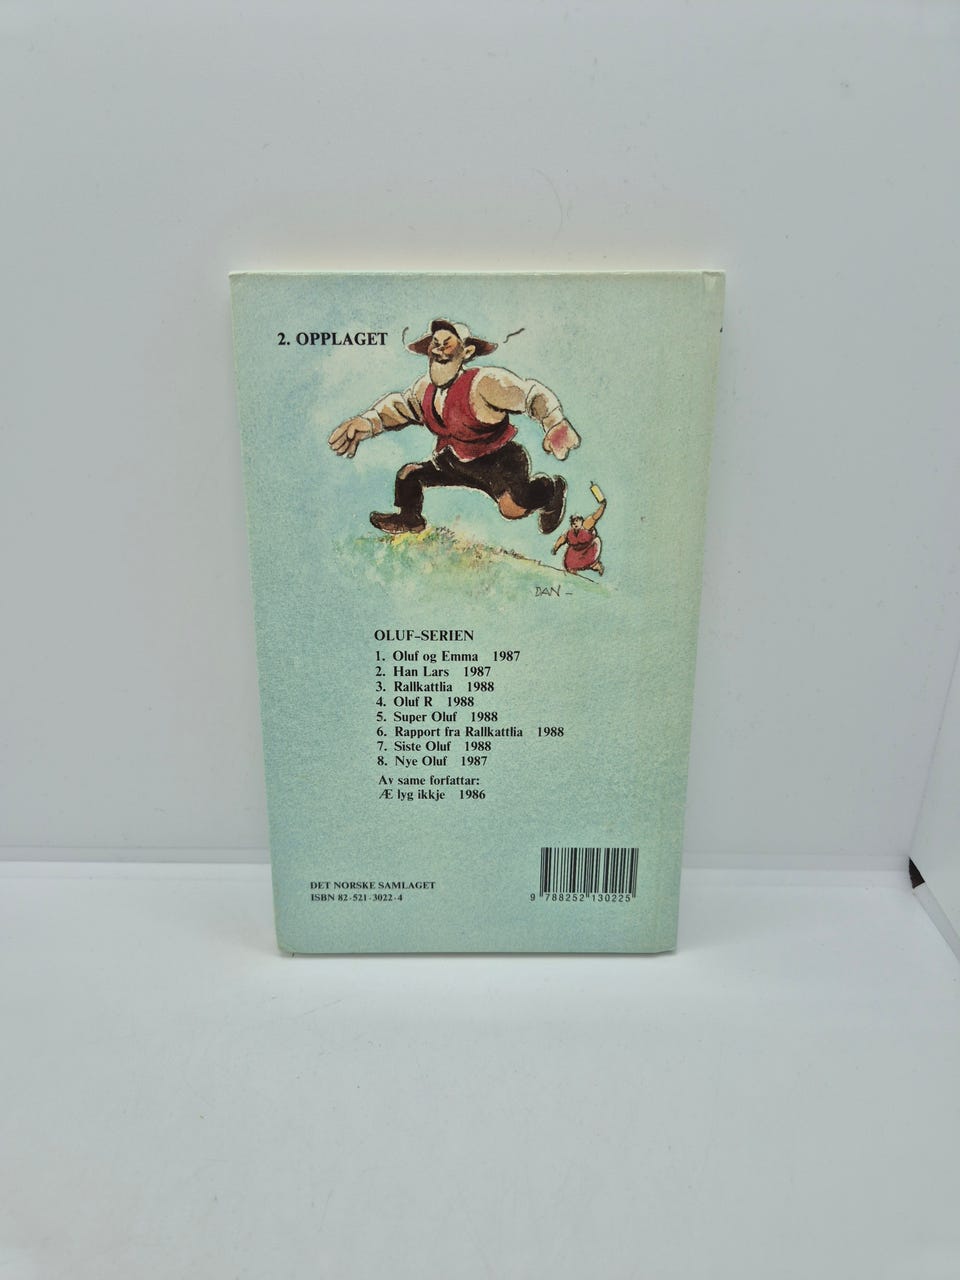 2. OPPLAGET
DAN -
OLUF-SERIEN
1. Oluf og Emma 1987
2. Han Lars 1987
3. Rallkattlia 1988
4. Oluf R 1988
5. Super Oluf 1988
6. Rapport fra Rallkattlia 1988
7. Siste Oluf 1988
8. Nye Oluf 1987
Av same forfattar:
Æ lyg ikkje 1986
DET NORSKE SAMLAGET
ISBN 82-521-3022-4
9 788252 130225